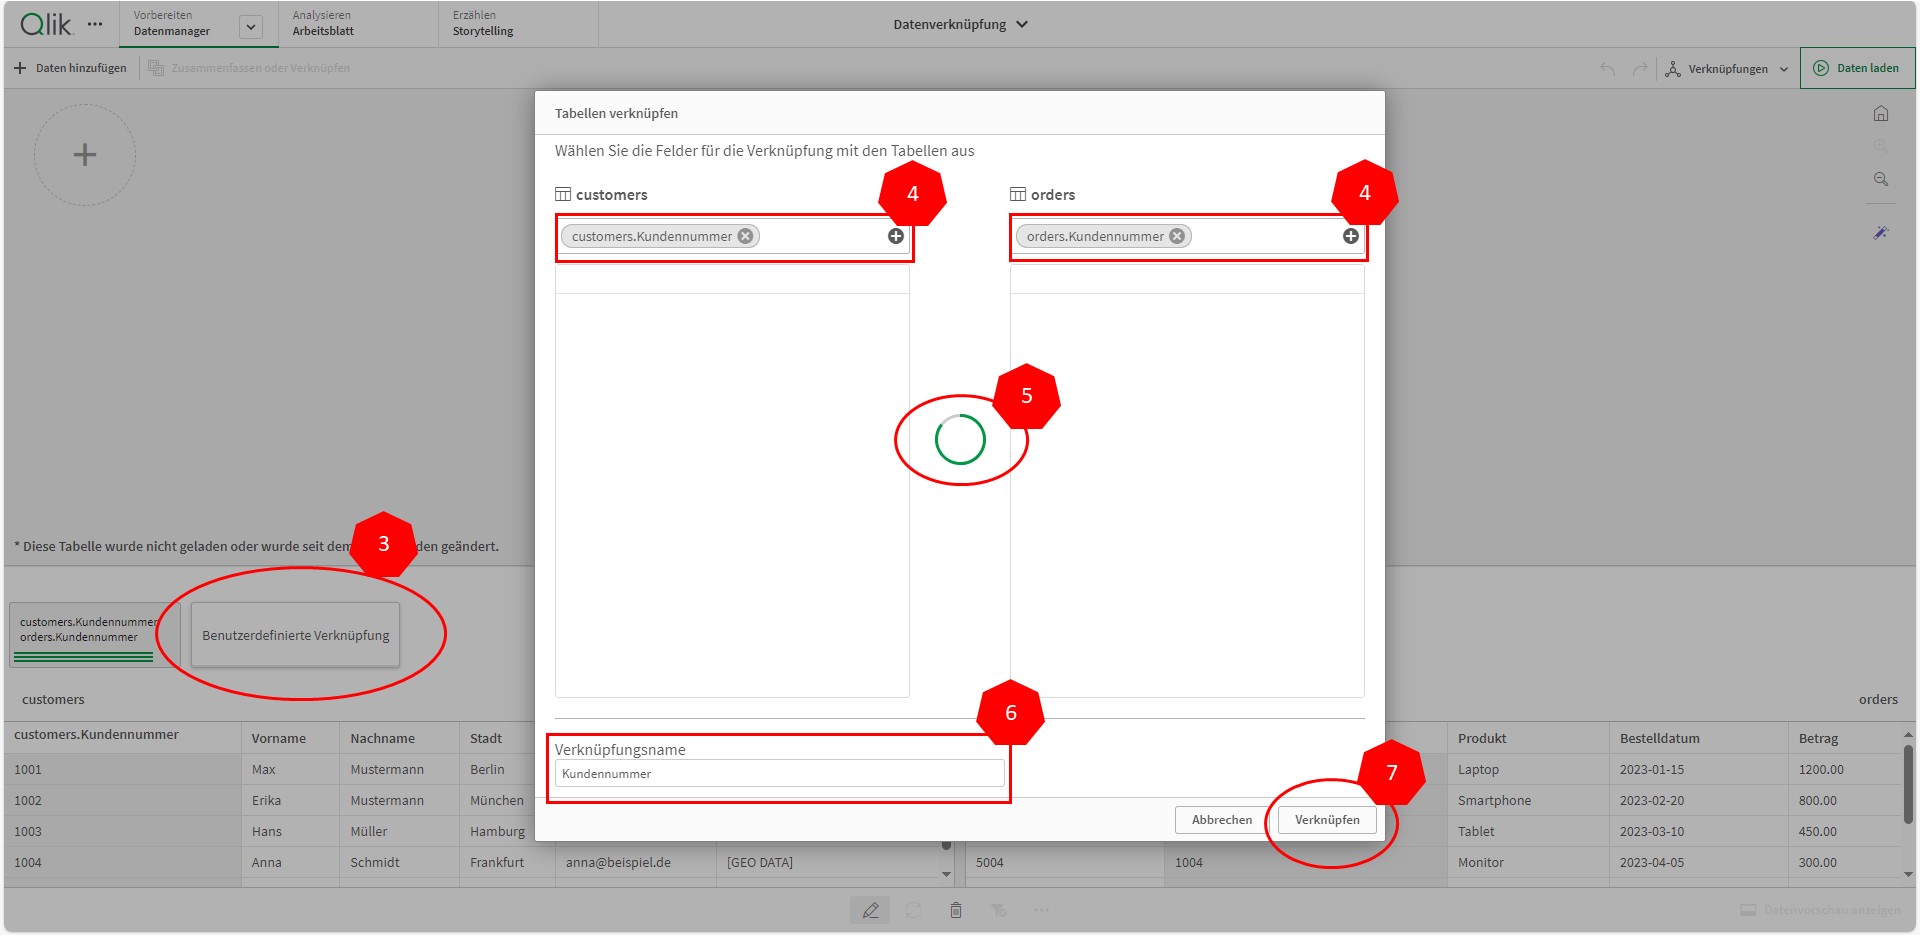 Qlik
Vorbereiten
Datenmanager
Analysieren
Arbeitsblatt
Erzählen
Storytelling
Datenverknüpfung
Daten hinzufügen
Zusammenfassen oder Verknüpfen
Verknüpfungen
Daten laden
Tabellen verknüpfen
Wählen Sie die Felder für die Verknüpfung mit den Tabellen aus
customers
4
orders
4
customers.Kundennummer
orders.Kundennummer
5
* Diese Tabelle wurde nicht geladen oder wurde seit dem
den geändert.
3
customers.Kundennummer
orders.Kundennummer
Benutzerdefinierte Verknüpfung
6
Verknüpfungsname
Kundennummer
7
Abbrechen
Verknüpfen
customers
orders
customers.Kundennummer Vorname Nachname Stadt
1001 Max Mustermann Berlin
1002 Erika Mustermann München
1003 Hans Müller Hamburg
1004 Anna Schmidt Frankfurt anna@beispiel.de [GEO DATA]
Produkt Bestelldatum Betrag
Laptop 2023-01-15 1200.00
Smartphone 2023-02-20 800.00
Tablet 2023-03-10 450.00
5004 1004 Monitor 2023-04-05 300.00
Datenvorschau anzeigen